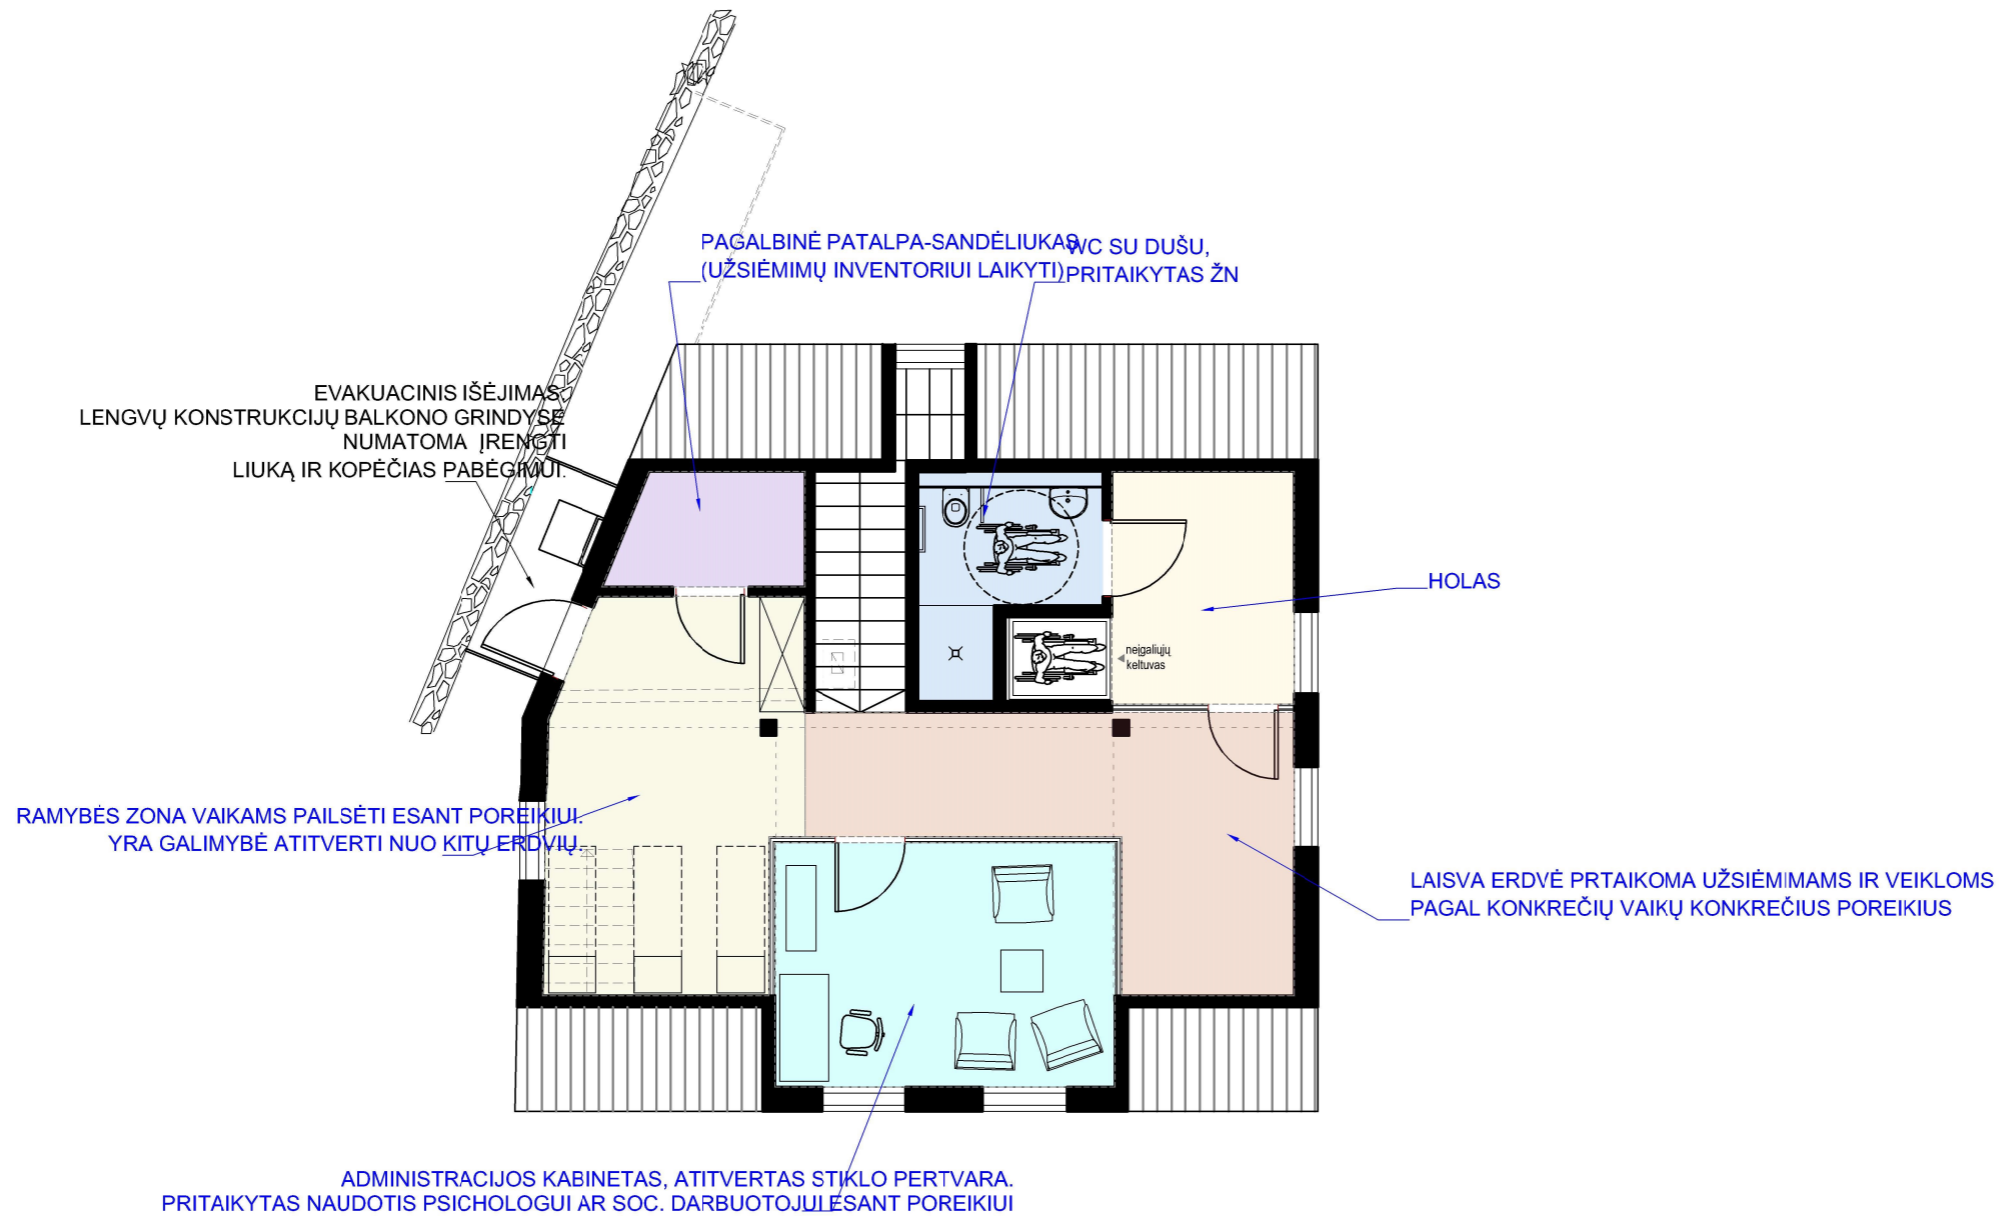 PAGALBINĖ PATALPA-SANDĖLIUKAS
(UŽSIĖMIMŲ INVENTORIUI LAIKYTI)
WC SU DUŠU,
PRITAIKYTAS ŽN
EVAKUACINIS IŠĖJIMAS.
LENGVŲ KONSTRUKCIJŲ BALKONO GRINDYSE
NUMATOMA ĮRENGTI
LIUKĄ IR KOPĖČIAS PABĖGIMUI.
HOLAS
neįgaliųjų
keltuvas
RAMYBĖS ZONA VAIKAMS PAILSĖTI ESANT POREIKIUI.
YRA GALIMYBĖ ATITVERTI NUO KITŲ ERDVIŲ.
LAISVA ERDVĖ PRTAIKOMA UŽSIĖMIMAMS IR VEIKLOMS
PAGAL KONKREČIŲ VAIKŲ KONKREČIUS POREIKIUS
ADMINISTRACIJOS KABINETAS, ATITVERTAS STIKLO PERTVARA.
PRITAIKYTAS NAUDOTIS PSICHOLOGUI AR SOC. DARBUOTOJUI ESANT POREIKIUI